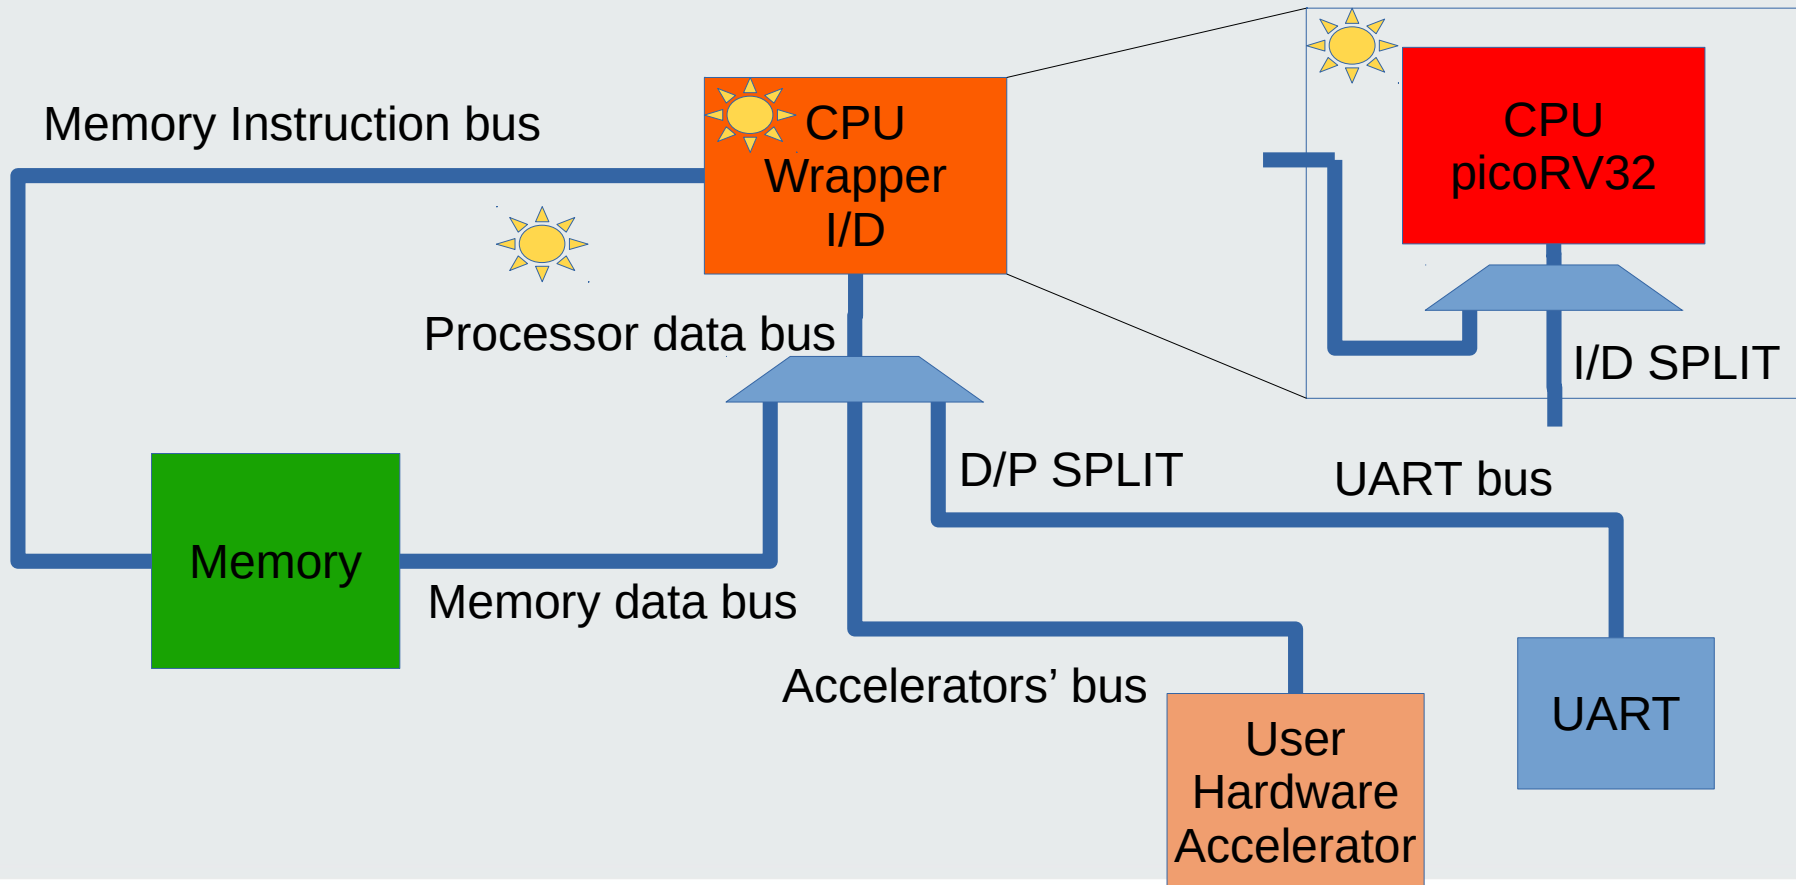 Memory Instruction bus
CPU
Wrapper
I/D
CPU
picoRV32
Processor data bus
I/D SPLIT
D/P SPLIT
UART bus
Memory
Memory data bus
Accelerators’ bus
UART
User
Hardware
Accelerator